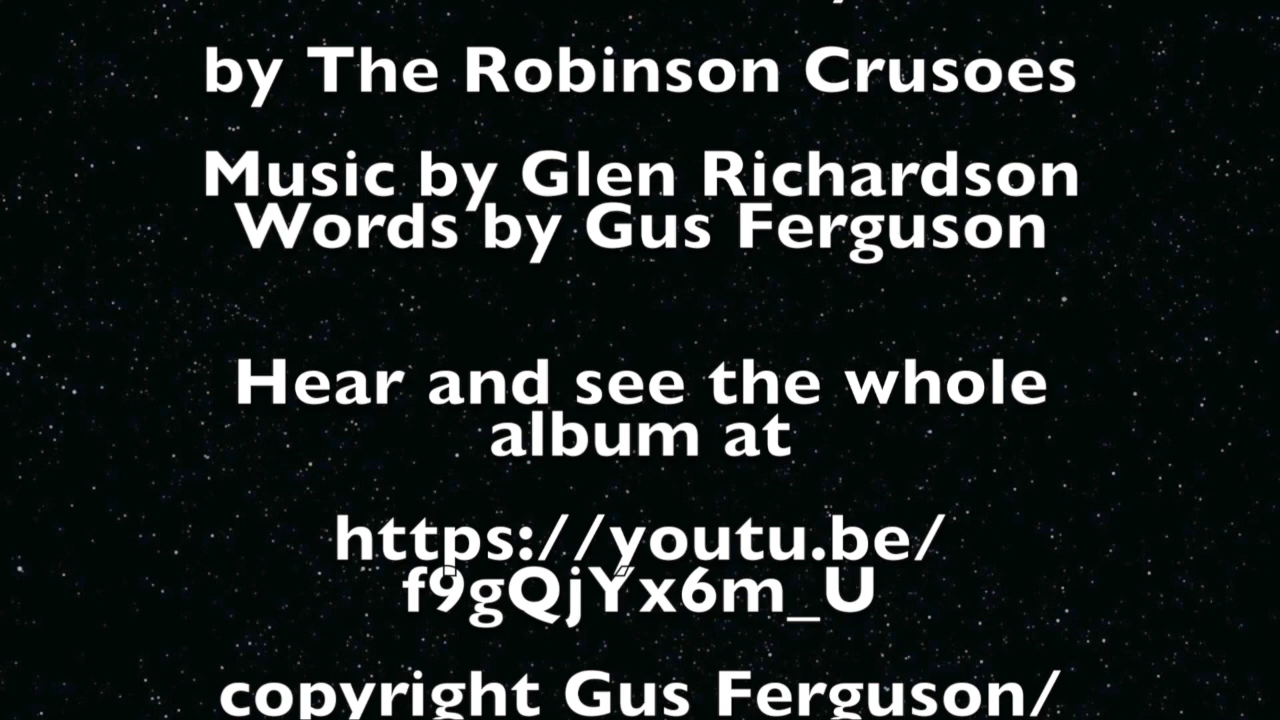 by The Robinson Crusoes
Music by Glen Richardson
Words by Gus Ferguson
Hear and see the whole
album at
https://youtu.be/
f9gQjYx6m_U
copyright Gus Ferguson/